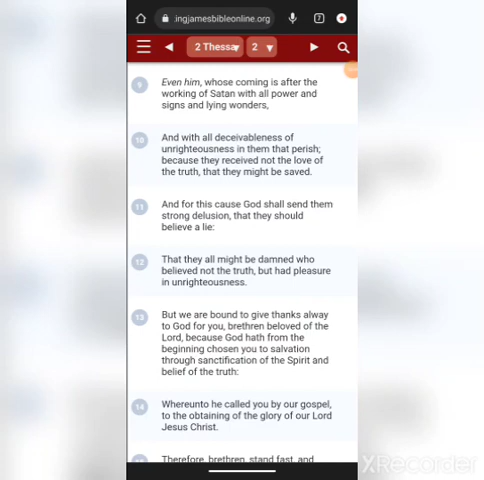 ingjamesbibleonline.org
7
2 Thessa
2
9
Even him, whose coming is after the
working of Satan with all power and
signs and lying wonders,
10
And with all deceivableness of
unrighteousness in them that perish;
because they received not the love of
the truth, that they might be saved.
11
And for this cause God shall send them
strong delusion, that they should
believe a lie:
12
That they all might be damned who
believed not the truth, but had pleasure
in unrighteousness.
13
But we are bound to give thanks alway
to God for you, brethren beloved of the
Lord, because God hath from the
beginning chosen you to salvation
through sanctification of the Spirit and
belief of the truth:
14
Whereunto he called you by our gospel,
to the obtaining of the glory of our Lord
Jesus Christ.
Therefore, brethren, stand fast, and
XRecorder